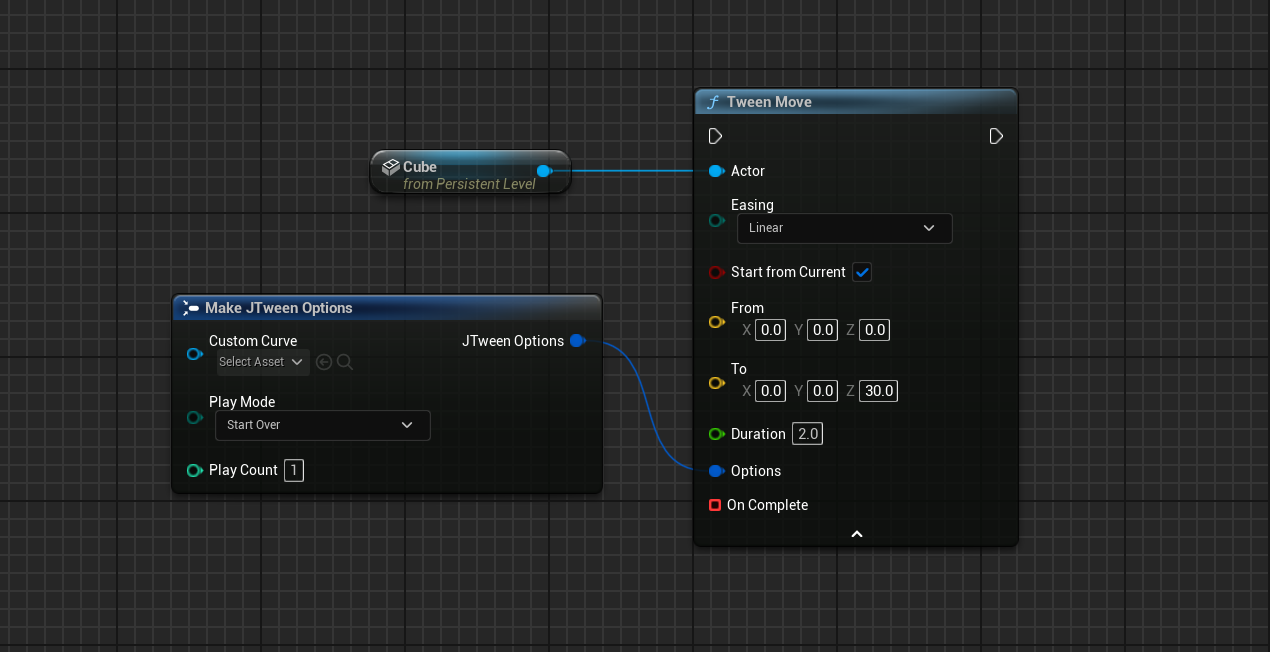 Tween Move
Cube
from Persistent Level
Actor
Easing
Linear
Start from Current
From
X 0.0 Y 0.0 Z 0.0
To
X 0.0 Y 0.0 Z 30.0
Duration 2.0
Options
On Complete
Make JTween Options
Custom Curve
Select Asset
JTween Options
Play Mode
Start Over
Play Count 1